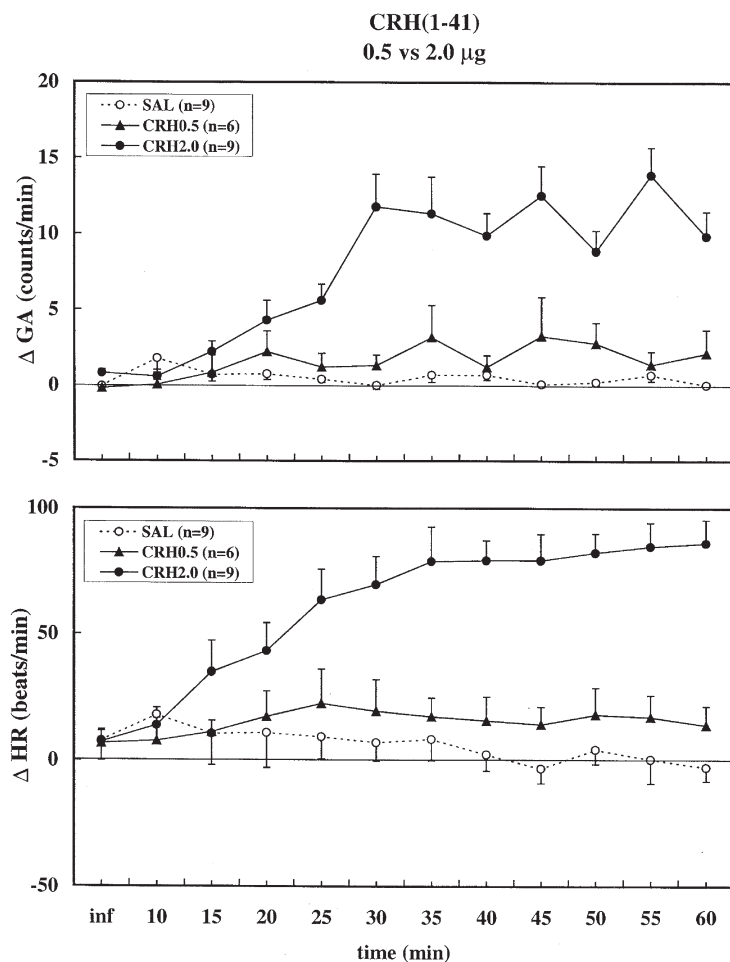 CRH(1-41)
0.5 vs 2.0 µg
20
15
10
5
0
-5
Δ GA (counts/min)
SAL (n=9)
CRH0.5 (n=6)
CRH2.0 (n=9)
100
50
0
-50
Δ HR (beats/min)
SAL (n=9)
CRH0.5 (n=6)
CRH2.0 (n=9)
inf 10 15 20 25 30 35 40 45 50 55 60
time (min)